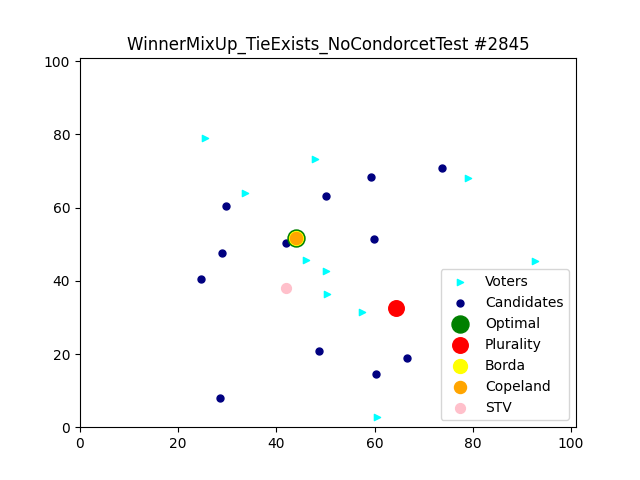 WinnerMixUp_TieExists_NoCondorcetTest #2845
100
80
60
40
20
0
0 20 40 60 80 100
Voters
Candidates
Optimal
Plurality
Borda
Copeland
STV